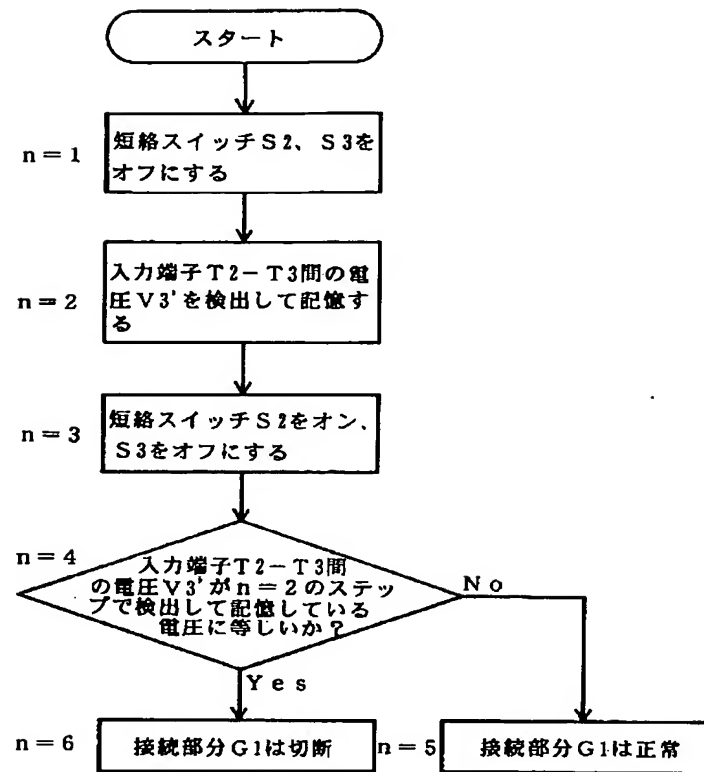 スタート
n＝1
短絡スイッチS2、S3を
オフにする
n＝2
入力端子T2－T3間の電
圧V3'を検出して記憶す
る
n＝3
短絡スイッチS2をオン、
S3をオフにする
n＝4
入力端子T2－T3間
の電圧V3'がn＝2のステッ
プで検出して記憶している
電圧に等しいか？
No
Yes
n＝6
接続部分G1は切断
n＝5
接続部分G1は正常